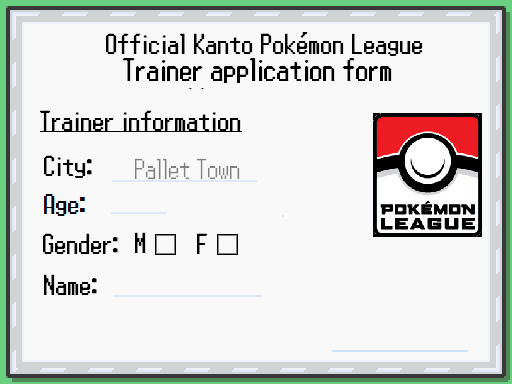 Official Kanto Pokémon League
Trainer application form
Trainer information
City: Pallet Town
Age:
Gender: M F
Name:
POKÉMON
LEAGUE